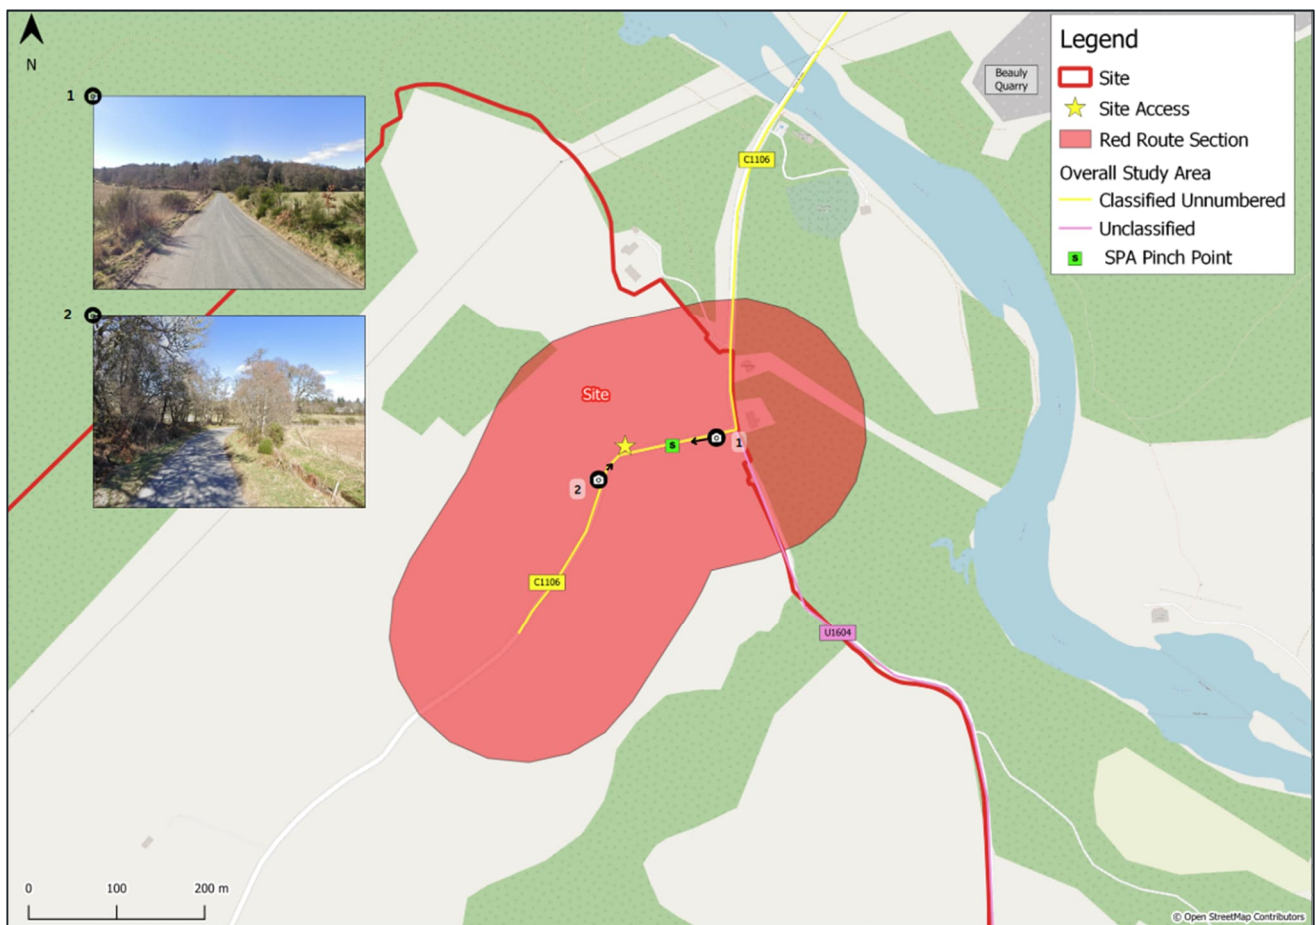 N
1
2
Legend
Site
Site Access
Red Route Section
Overall Study Area
Classified Unnumbered
Unclassified
S SPA Pinch Point
Beauly
Quarry
C1106
Site
S
1
2
C1106
U1604
0 100 200 m
© Open StreetMap Contributors